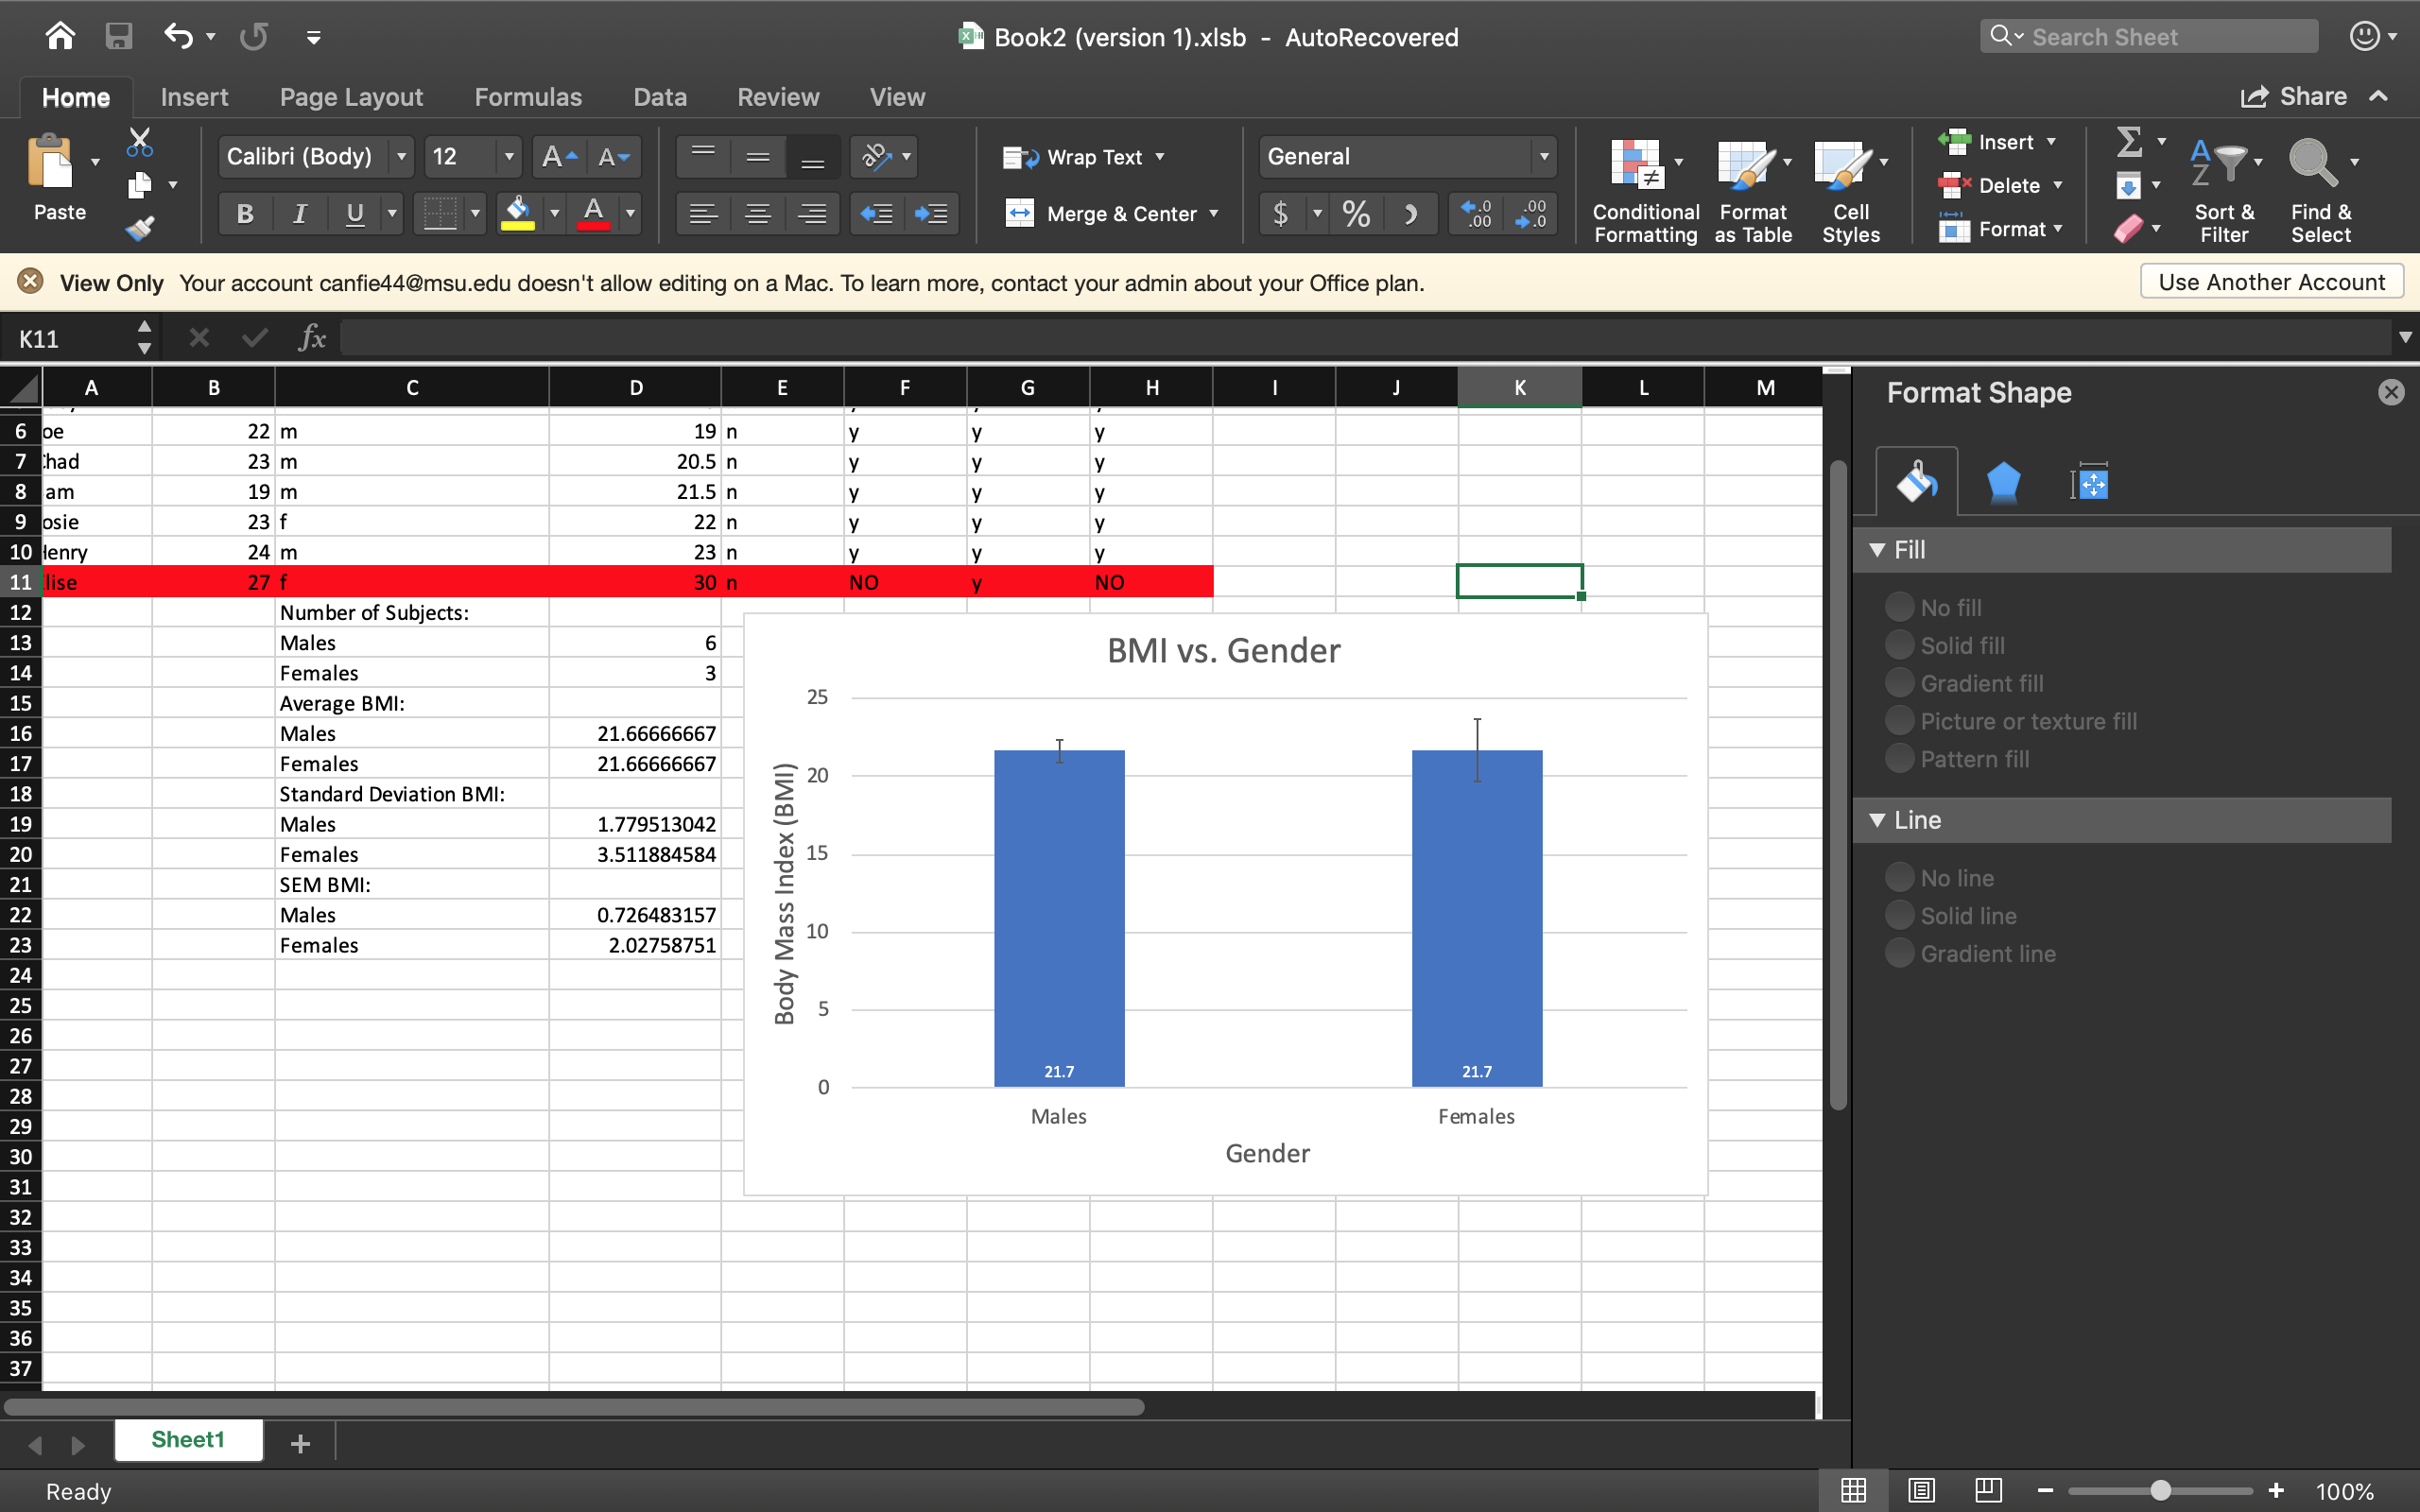 Book2 (version 1).xlsb - AutoRecovered
Search Sheet
Home Insert Page Layout Formulas Data Review View
Share
Paste
Calibri (Body) 12
Wrap Text
Merge & Center
General
Conditional Formatting
Format as Table
Cell Styles
Insert
Delete
Format
Sort & Filter
Find & Select
View Only Your account canfie44@msu.edu doesn't allow editing on a Mac. To learn more, contact your admin about your Office plan.
Use Another Account
K11 fx
A B C D E F G H I J K L M
6 oe 22 m 19 n y y y
7 had 23 m 20.5 n y y y
8 am 19 m 21.5 n y y y
9 osie 23 f 22 n y y y
10 lenry 24 m 23 n y y y
11 lise 27 f 30 n NO y NO
12 Number of Subjects:
13 Males 6
14 Females 3
15 Average BMI:
16 Males 21.66666667
17 Females 21.66666667
18 Standard Deviation BMI:
19 Males 1.779513042
20 Females 3.511884584
21 SEM BMI:
22 Males 0.726483157
23 Females 2.02758751
24
25
26
27
28
29
30
31
32
33
34
35
36
37
BMI vs. Gender
Body Mass Index (BMI)
25
20
15
10
5
0
21.7 21.7
Males Females
Gender
Format Shape
Fill
No fill
Solid fill
Gradient fill
Picture or texture fill
Pattern fill
Line
No line
Solid line
Gradient line
Sheet1
Ready
100%